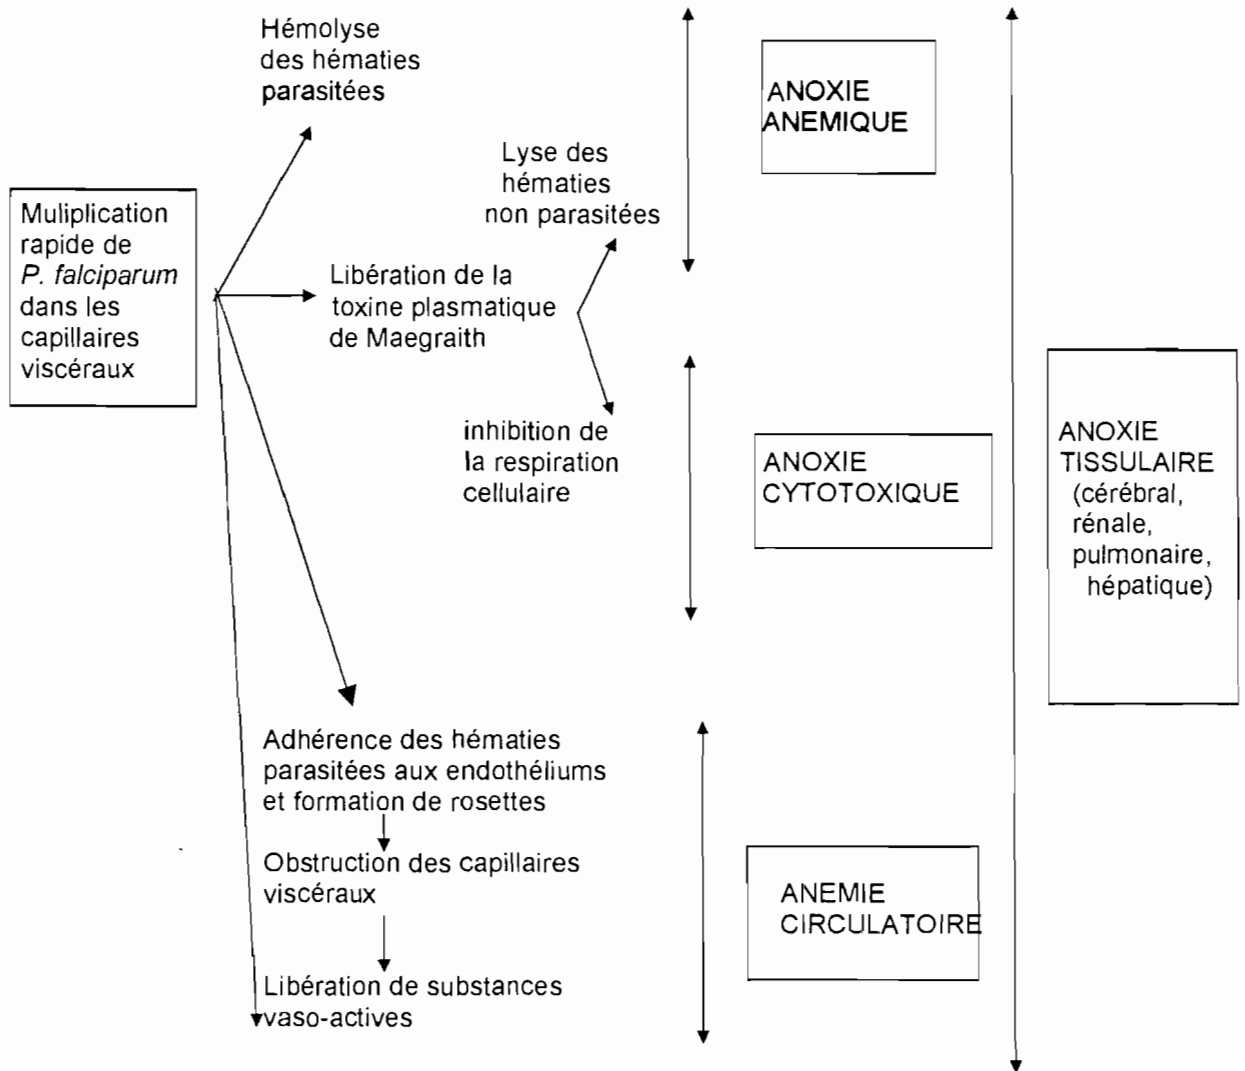 Hémolyse
des hématies
parasitées
ANOXIE
ANEMIQUE
Lyse des
hématies
non parasitées
Muliplication
rapide de
P. falciparum
dans les
capillaires
viscéraux
Libération de la
toxine plasmatique
de Maegraith
inhibition de
la respiration
cellulaire
ANOXIE
CYTOTOXIQUE
ANOXIE
TISSULAIRE
(cérébral,
rénale,
pulmonaire,
hépatique)
Adhérence des hématies
parasitées aux endothéliums
et formation de rosettes
Obstruction des capillaires
viscéraux
ANEMIE
CIRCULATOIRE
Libération de substances
vaso-actives